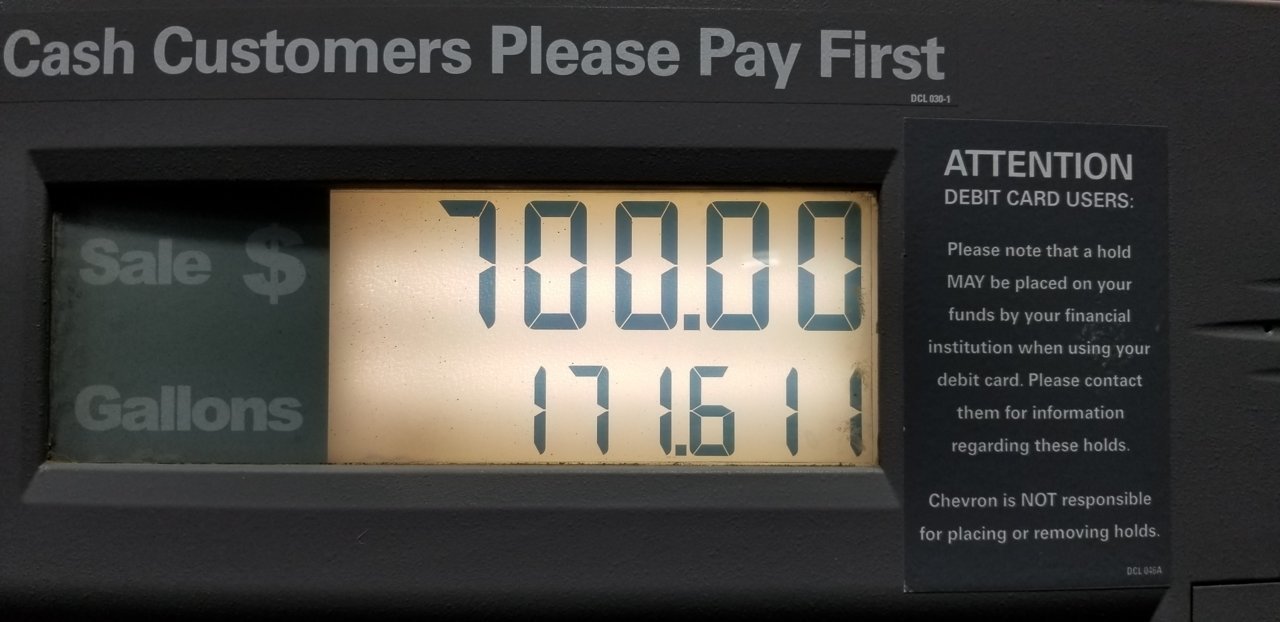 Cash Customers Please Pay First
DCL 030-1
ATTENTION
DEBIT CARD USERS:
Please note that a hold
MAY be placed on your
funds by your financial
institution when using your
debit card. Please contact
them for information
regarding these holds.
Chevron is NOT responsible
for placing or removing holds.
DCL 046A
Sale $ 700.00
Gallons 171.611